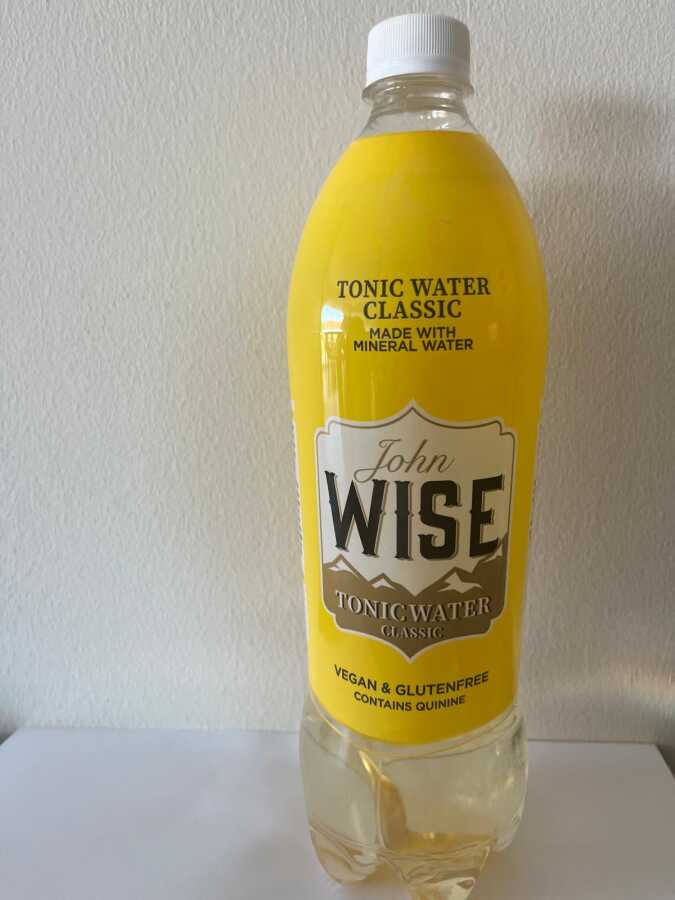 TONIC WATER
CLASSIC
MADE WITH
MINERAL WATER
John
WISE
TONIC WATER
CLASSIC
VEGAN & GLUTENFREE
CONTAINS QUININE